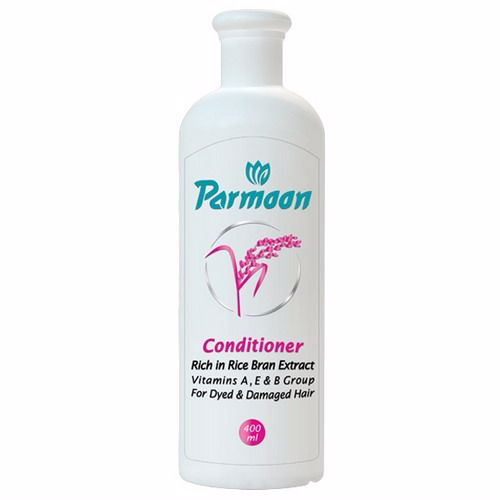 Parmoon
Conditioner
Rich in Rice Bran Extract
Vitamins A, E & B Group
For Dyed & Damaged Hair
400
ml